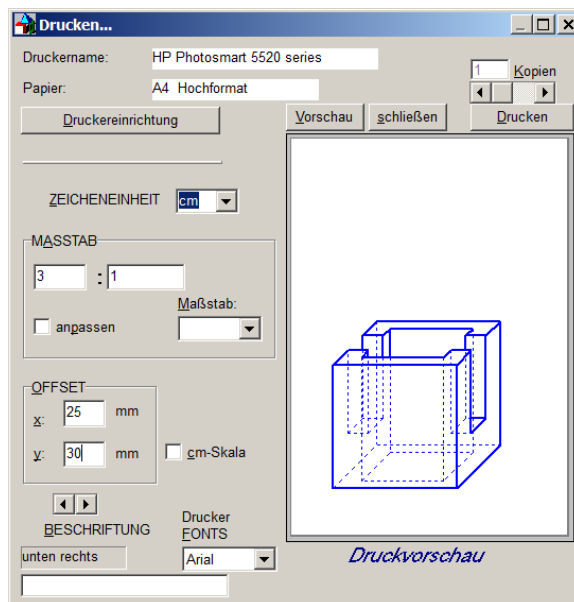 Drucken...
Druckername: HP Photosmart 5520 series
Papier: A4 Hochformat
1 Kopien
Druckereinrichtung
Vorschau schließen Drucken
ZEICHENEINHEIT cm
MASSTAB
3 : 1
Maßstab:
anpassen
OFFSET
x: 25 mm
y: 30 mm cm-Skala
BESCHRIFTUNG
Drucker
FONTS
unten rechts Arial
Druckvorschau